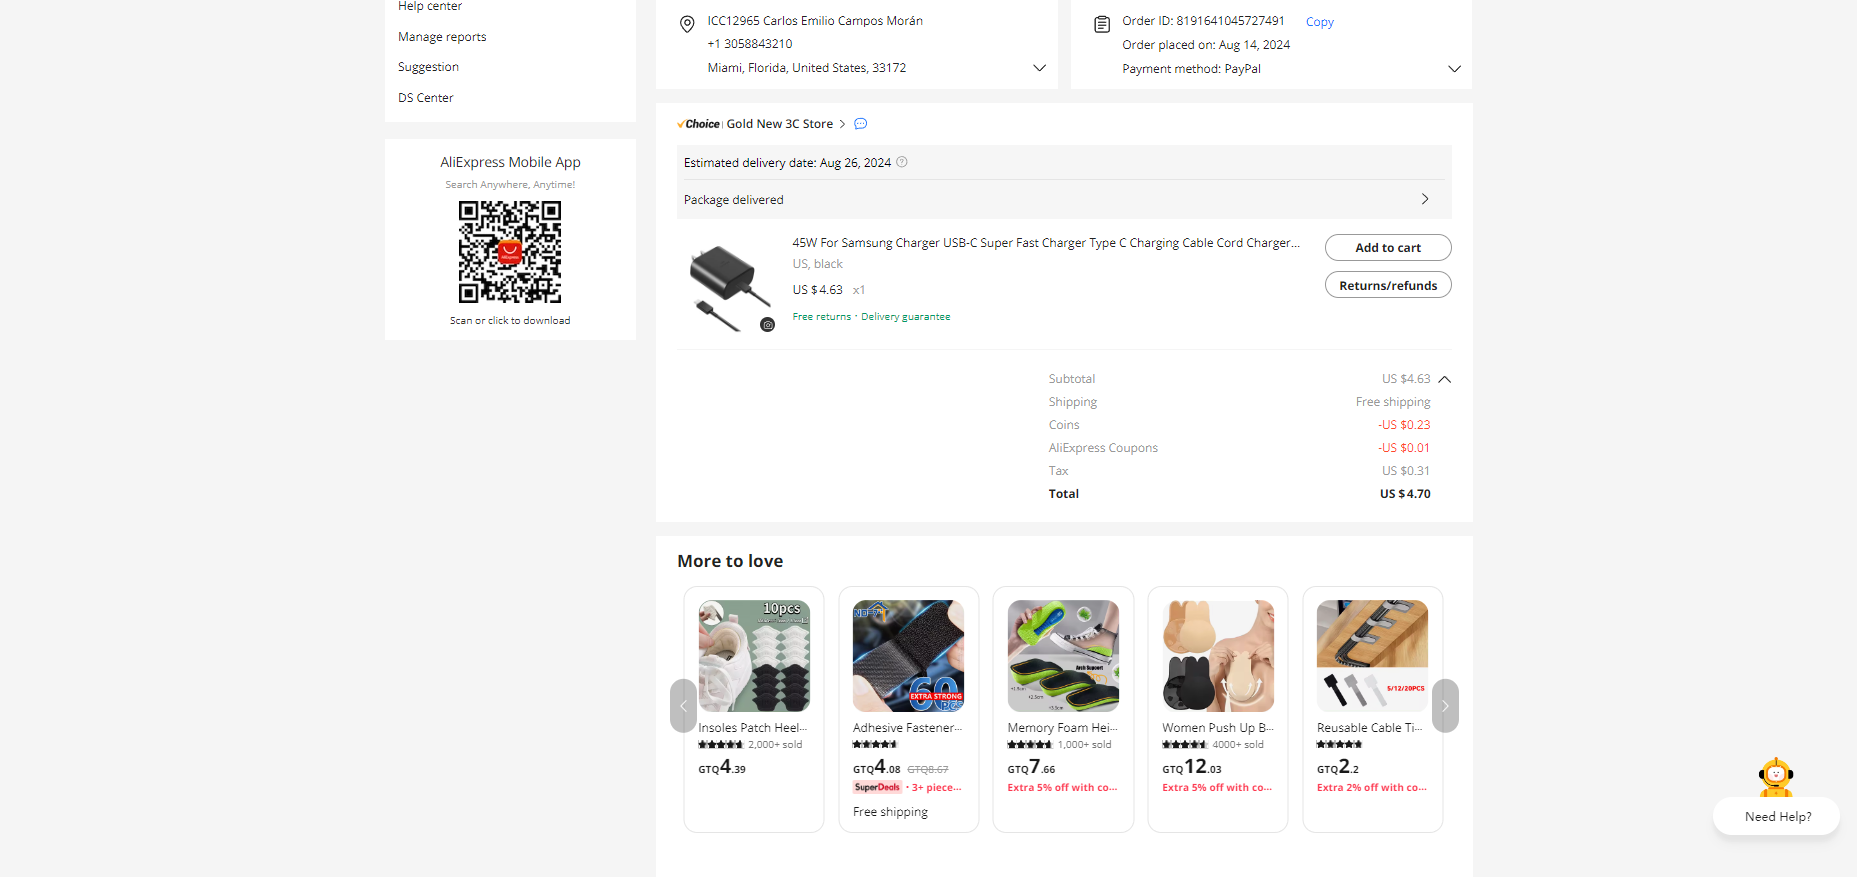 Help center
Manage reports
Suggestion
DS Center
AliExpress Mobile App
Search Anywhere, Anytime!
AliExpress
Scan or click to download
ICC12965 Carlos Emilio Campos Morán
+1 3058843210
Miami, Florida, United States, 33172
Order ID: 8191641045727491 Copy
Order placed on: Aug 14, 2024
Payment method: PayPal
Choice | Gold New 3C Store >
Estimated delivery date: Aug 26, 2024
Package delivered
45W For Samsung Charger USB-C Super Fast Charger Type C Charging Cable Cord Charger...
US, black
US $4.63 x1
Free returns · Delivery guarantee
Add to cart
Returns/refunds
Subtotal US $4.63
Shipping Free shipping
Coins -US $0.23
AliExpress Coupons -US $0.01
Tax US $0.31
Total US $4.70
More to love
10pcs
Insoles Patch Heel...
2,000+ sold
GTQ4.39
EXTRA STRONG
60
PCS
Adhesive Fastener...
GTQ4.08 GTQ8.67
SuperDeals · 3+ piece...
Free shipping
Arch Support
+1.5cm
+2.5cm
+3.5cm
Memory Foam Hei...
1,000+ sold
GTQ7.66
Extra 5% off with co...
Women Push Up B...
4000+ sold
GTQ12.03
Extra 5% off with co...
5/12/20PCS
Reusable Cable Ti...
GTQ2.2
Extra 2% off with co...
Need Help?